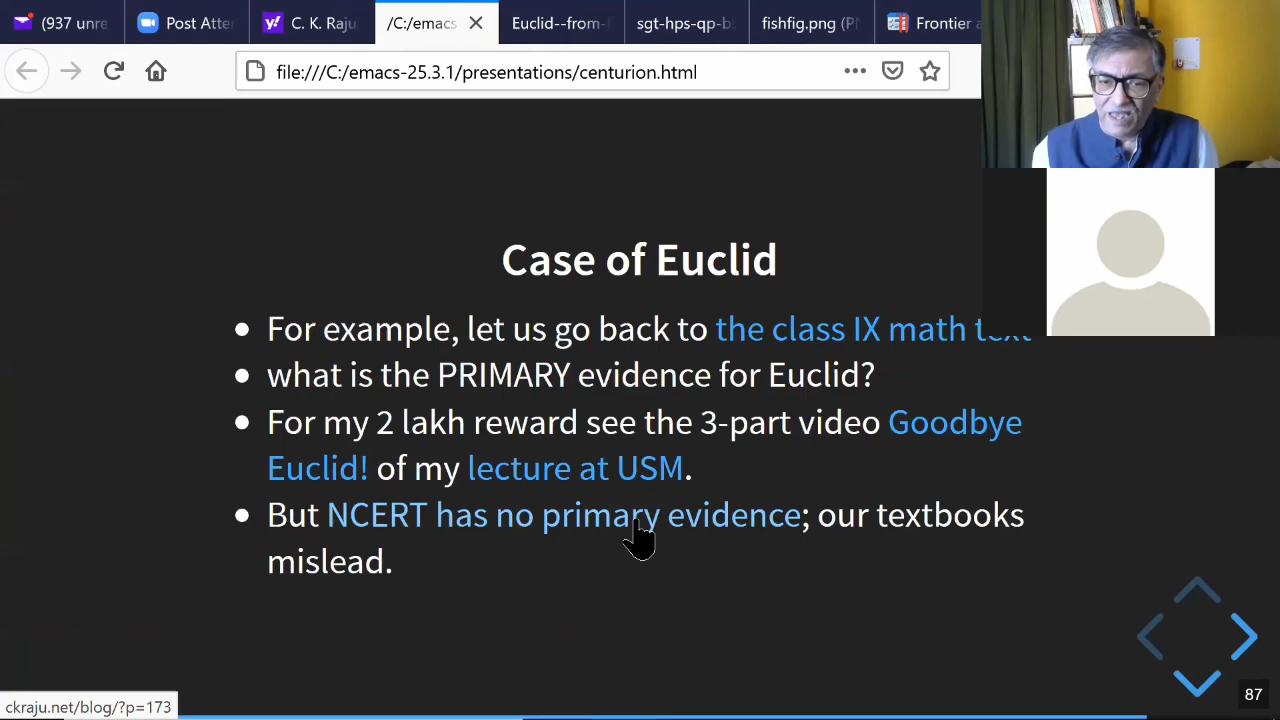 (937 unre
Post Atter
C. K. Raju
/C:/emacs
Euclid--from-
sgt-hps-qp-b
fishfig.png (P
Frontier a
file:///C:/emacs-25.3.1/presentations/centurion.html
Case of Euclid
For example, let us go back to the class IX math text
what is the PRIMARY evidence for Euclid?
For my 2 lakh reward see the 3-part video Goodbye
Euclid! of my lecture at USM.
But NCERT has no primary evidence; our textbooks
mislead.
87
ckraju.net/blog/?p=173